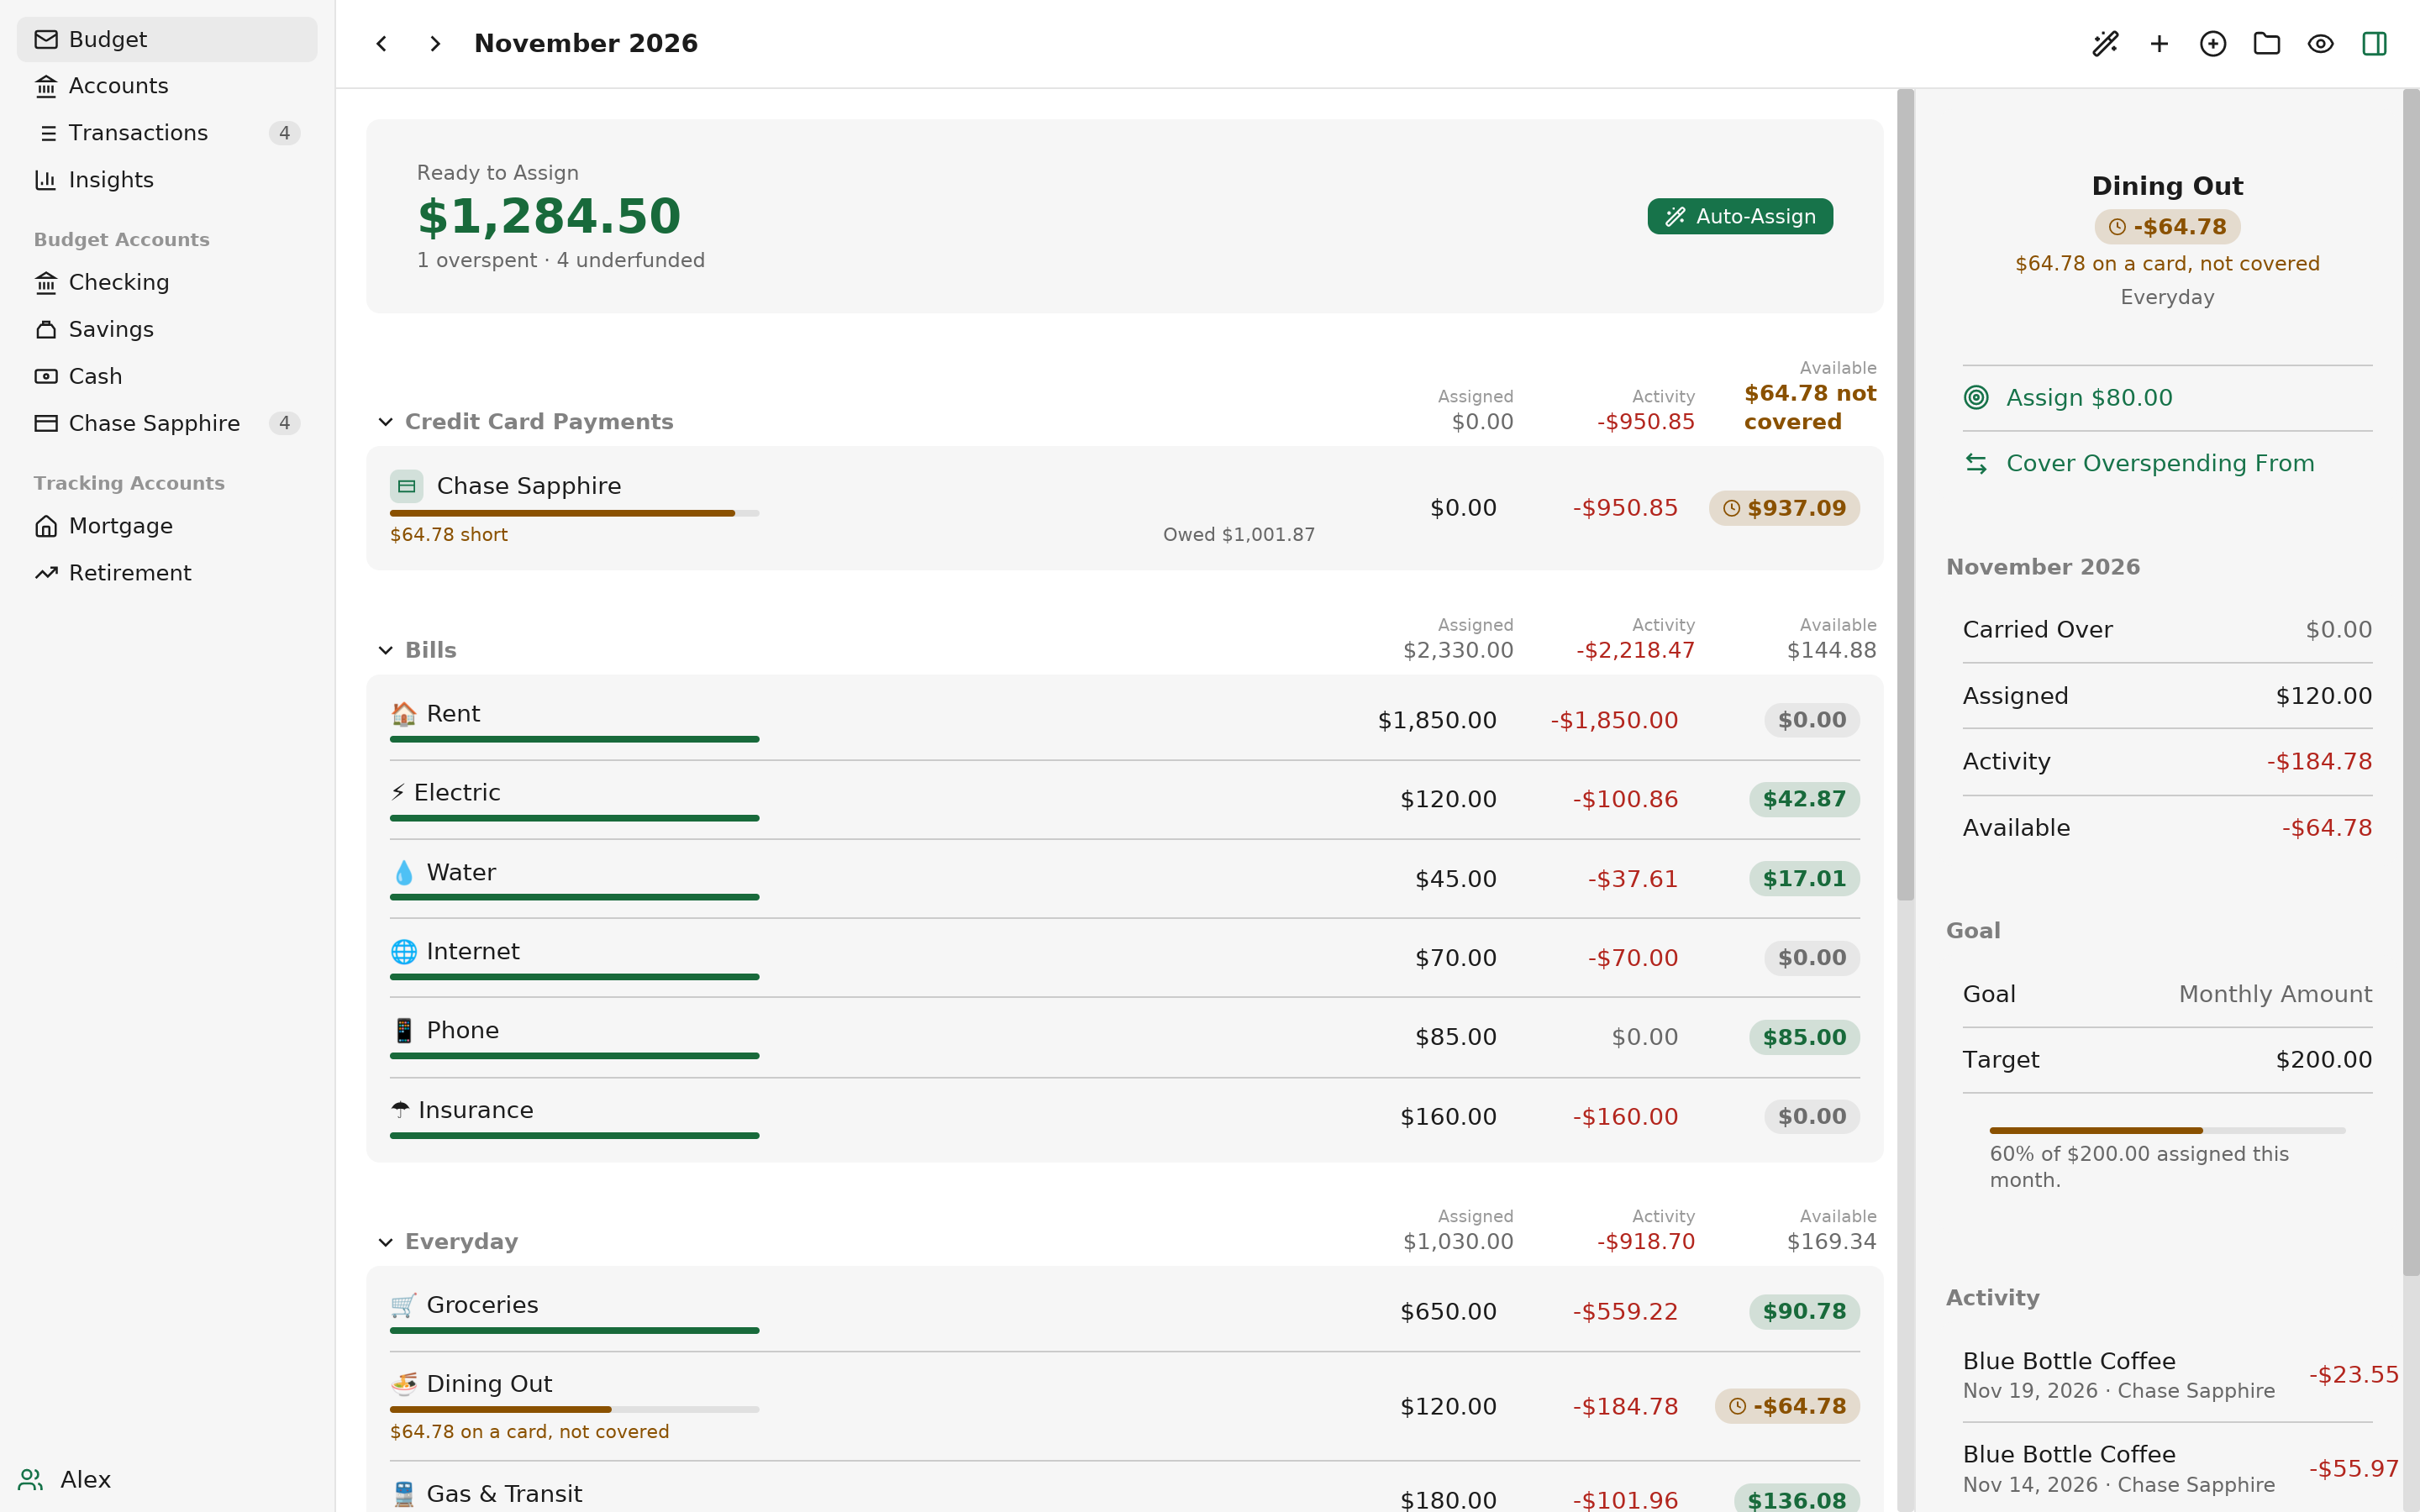 Budget
Accounts
Transactions 4
Insights
Budget Accounts
Checking
Savings
Cash
Chase Sapphire 4
Tracking Accounts
Mortgage
Retirement
Alex
November 2026
Ready to Assign
$1,284.50
1 overspent · 4 underfunded
Auto-Assign
Credit Card Payments
Assigned
$0.00
Activity
-$950.85
Available
$64.78 not
covered
Chase Sapphire
$64.78 short
Owed $1,001.87
$0.00
-$950.85
$937.09
Bills
Assigned
$2,330.00
Activity
-$2,218.47
Available
$144.88
🏠 Rent $1,850.00 -$1,850.00 $0.00
⚡ Electric $120.00 -$100.86 $42.87
💧 Water $45.00 -$37.61 $17.01
🌐 Internet $70.00 -$70.00 $0.00
📱 Phone $85.00 $0.00 $85.00
☂ Insurance $160.00 -$160.00 $0.00
Everyday
Assigned
$1,030.00
Activity
-$918.70
Available
$169.34
🛒 Groceries $650.00 -$559.22 $90.78
🍜 Dining Out $120.00 -$184.78 -$64.78
$64.78 on a card, not covered
🚆 Gas & Transit $180.00 -$101.96 $136.08
Dining Out
-$64.78
$64.78 on a card, not covered
Everyday
Assign $80.00
Cover Overspending From
November 2026
Carried Over $0.00
Assigned $120.00
Activity -$184.78
Available -$64.78
Goal
Goal Monthly Amount
Target $200.00
60% of $200.00 assigned this
month.
Activity
Blue Bottle Coffee -$23.55
Nov 19, 2026 · Chase Sapphire
Blue Bottle Coffee -$55.97
Nov 14, 2026 · Chase Sapphire